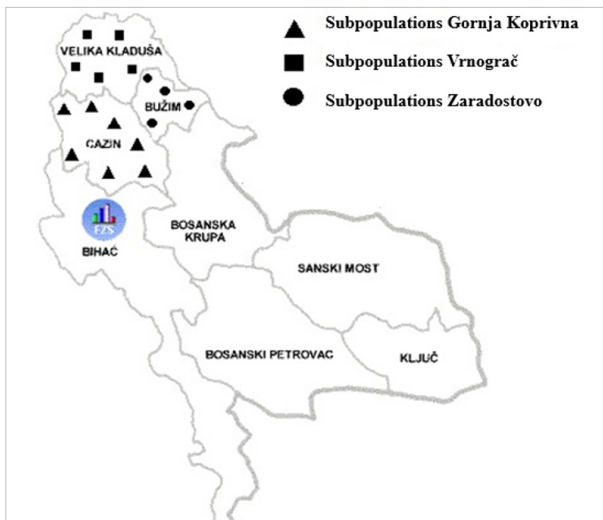 Subpopulations Gornja Koprivna
Subpopulations Vrnograč
Subpopulations Zaradostovo
VELIKA KLADUŠA
BUŽIM
CAZIN
FZS
BIHAĆ
BOSANSKA
KRUPA
SANSKI MOST
BOSANSKI PETROVAC
KLJUČ